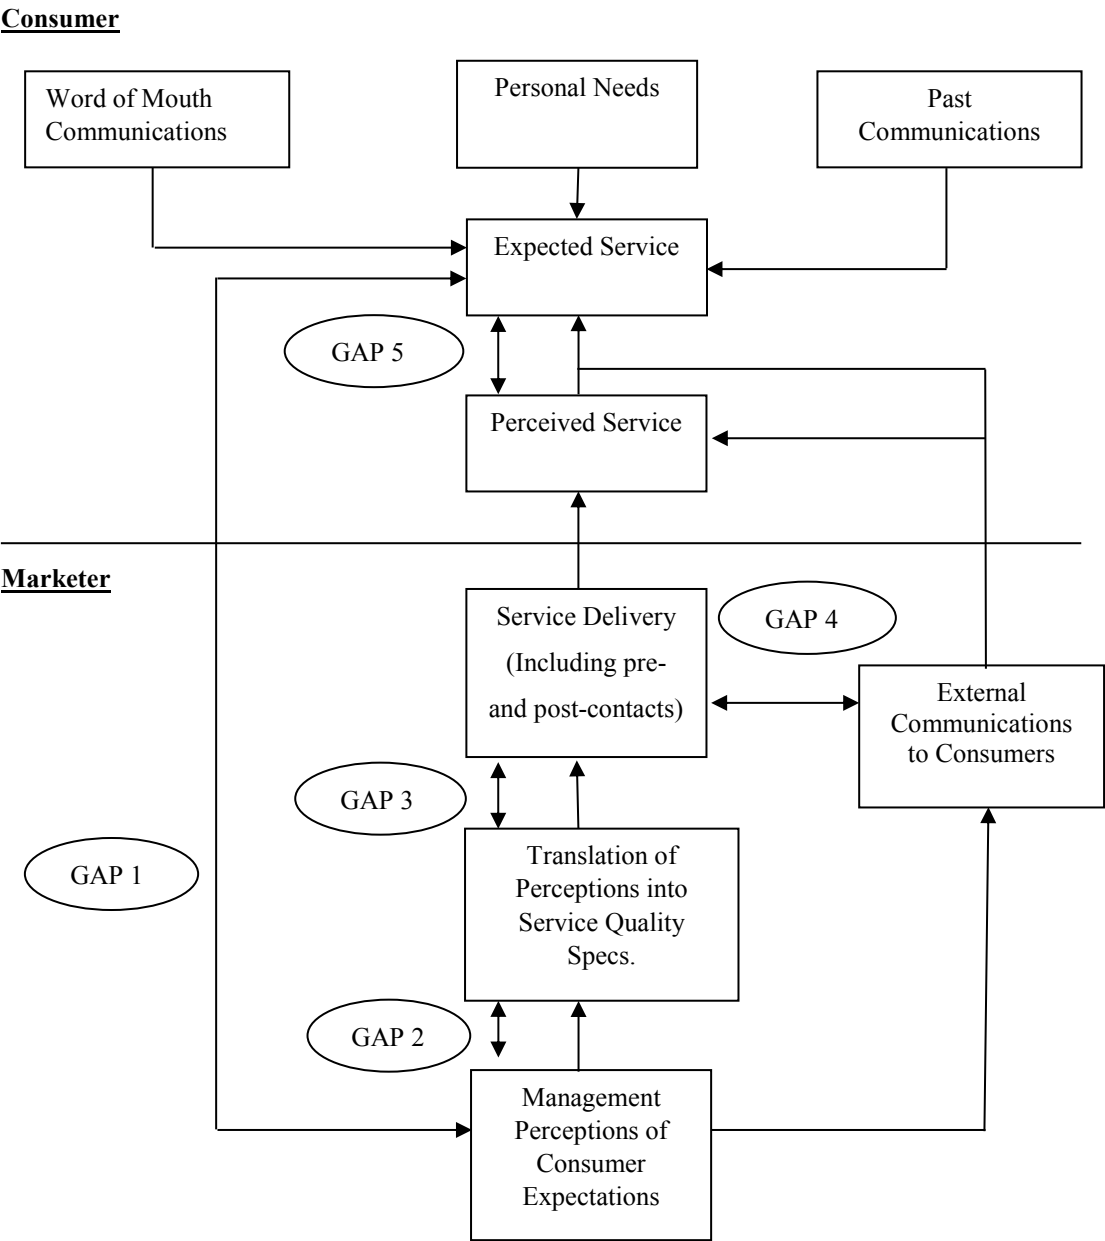 Consumer
Word of Mouth
Communications
Personal Needs
Past
Communications
Expected Service
GAP 5
Perceived Service
Marketer
Service Delivery
(Including pre-
and post-contacts)
GAP 4
External
Communications
to Consumers
GAP 3
Translation of
Perceptions into
Service Quality
Specs.
GAP 1
GAP 2
Management
Perceptions of
Consumer
Expectations